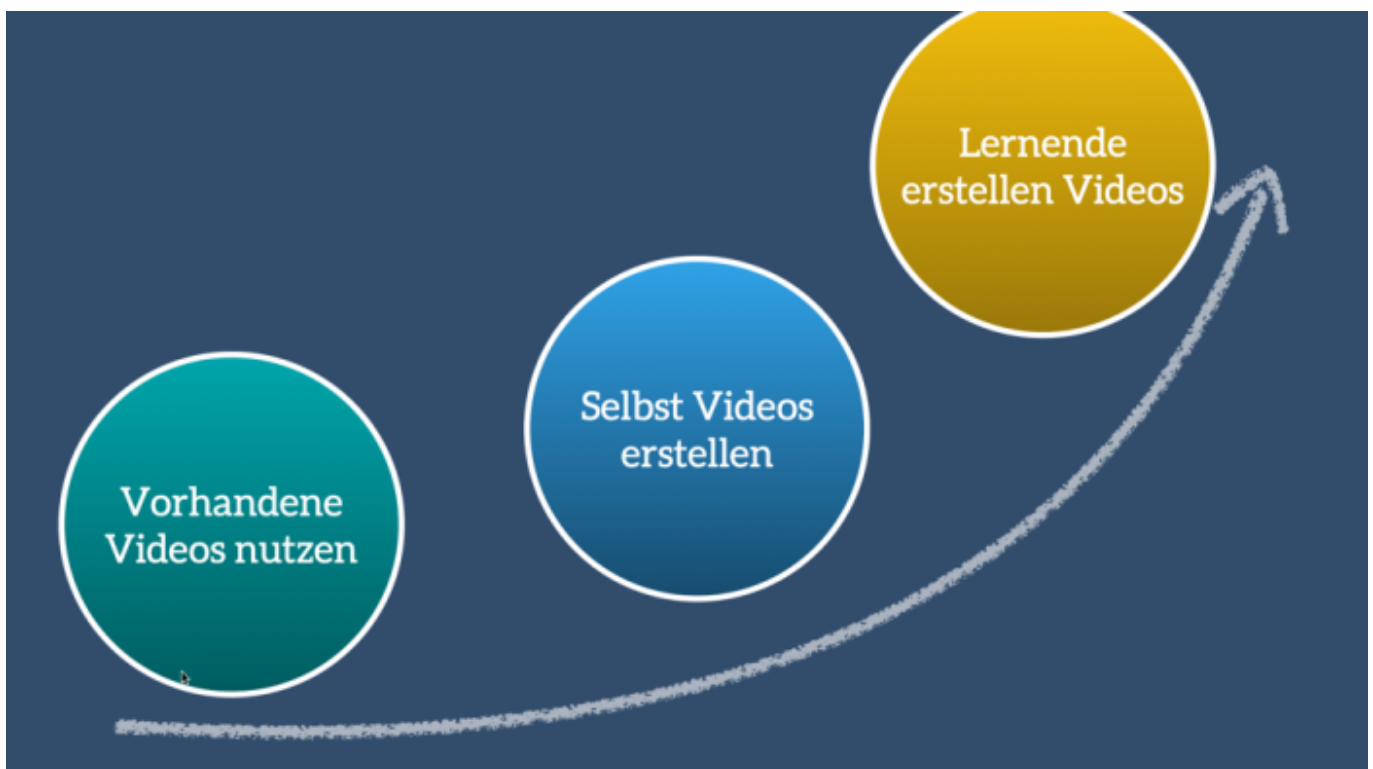 Lernende
erstellen Videos
Selbst Videos
erstellen
Vorhandene
Videos nutzen